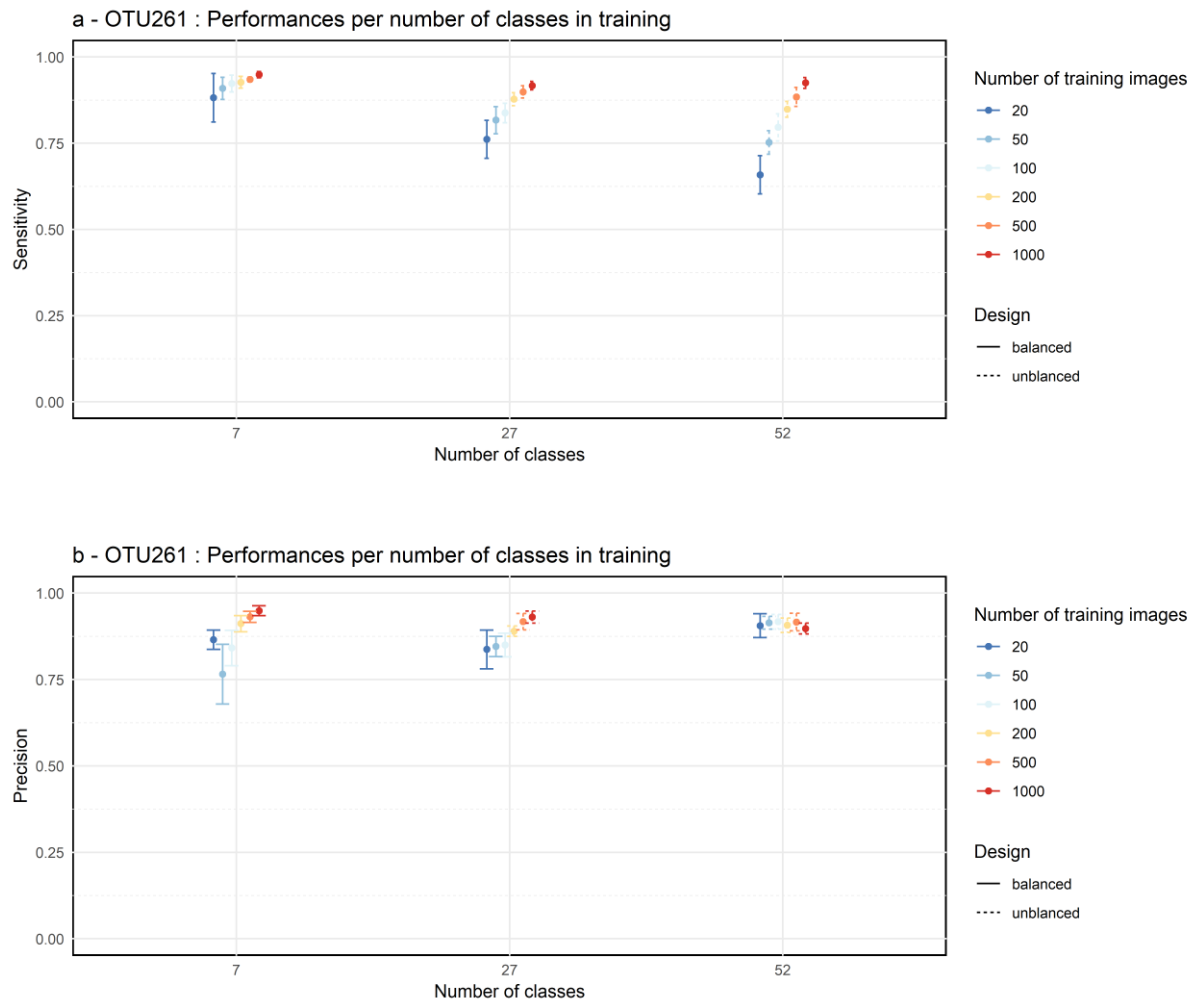 a - OTU261 : Performances per number of classes in training
1.00
0.75
0.50
0.25
0.00
Sensitivity
7
27
52
Number of classes
Number of training images
20
50
100
200
500
1000
Design
balanced
unblanced
b - OTU261 : Performances per number of classes in training
1.00
0.75
0.50
0.25
0.00
Precision
7
27
52
Number of classes
Number of training images
20
50
100
200
500
1000
Design
balanced
unblanced